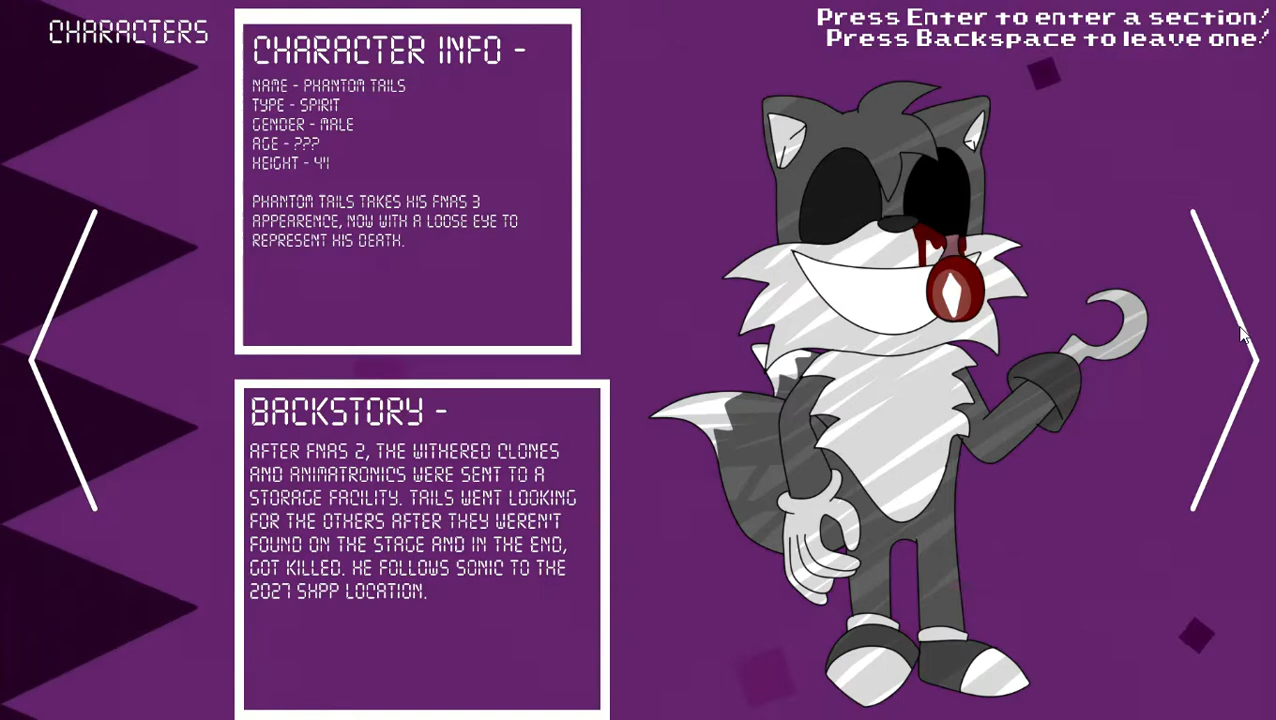 CHARACTERS
Press Enter to enter a section!
Press Backspace to leave one!
CHARACTER INFO -
NAME - PHANTOM TAILS
TYPE - SPIRIT
GENDER - MALE
AGE - ???
HEIGHT - 4'1
PHANTOM TAILS TAKES HIS FNAS 3
APPEARENCE, NOW WITH A LOOSE EYE TO
REPRESENT HIS DEATH.
BACKSTORY -
AFTER FNAS 2, THE WITHERED CLONES
AND ANIMATRONICS WERE SENT TO A
STORAGE FACILITY. TAILS WENT LOOKING
FOR THE OTHERS AFTER THEY WEREN'T
FOUND ON THE STAGE AND IN THE END,
GOT KILLED. HE FOLLOWS SONIC TO THE
2027 SHPP LOCATION.